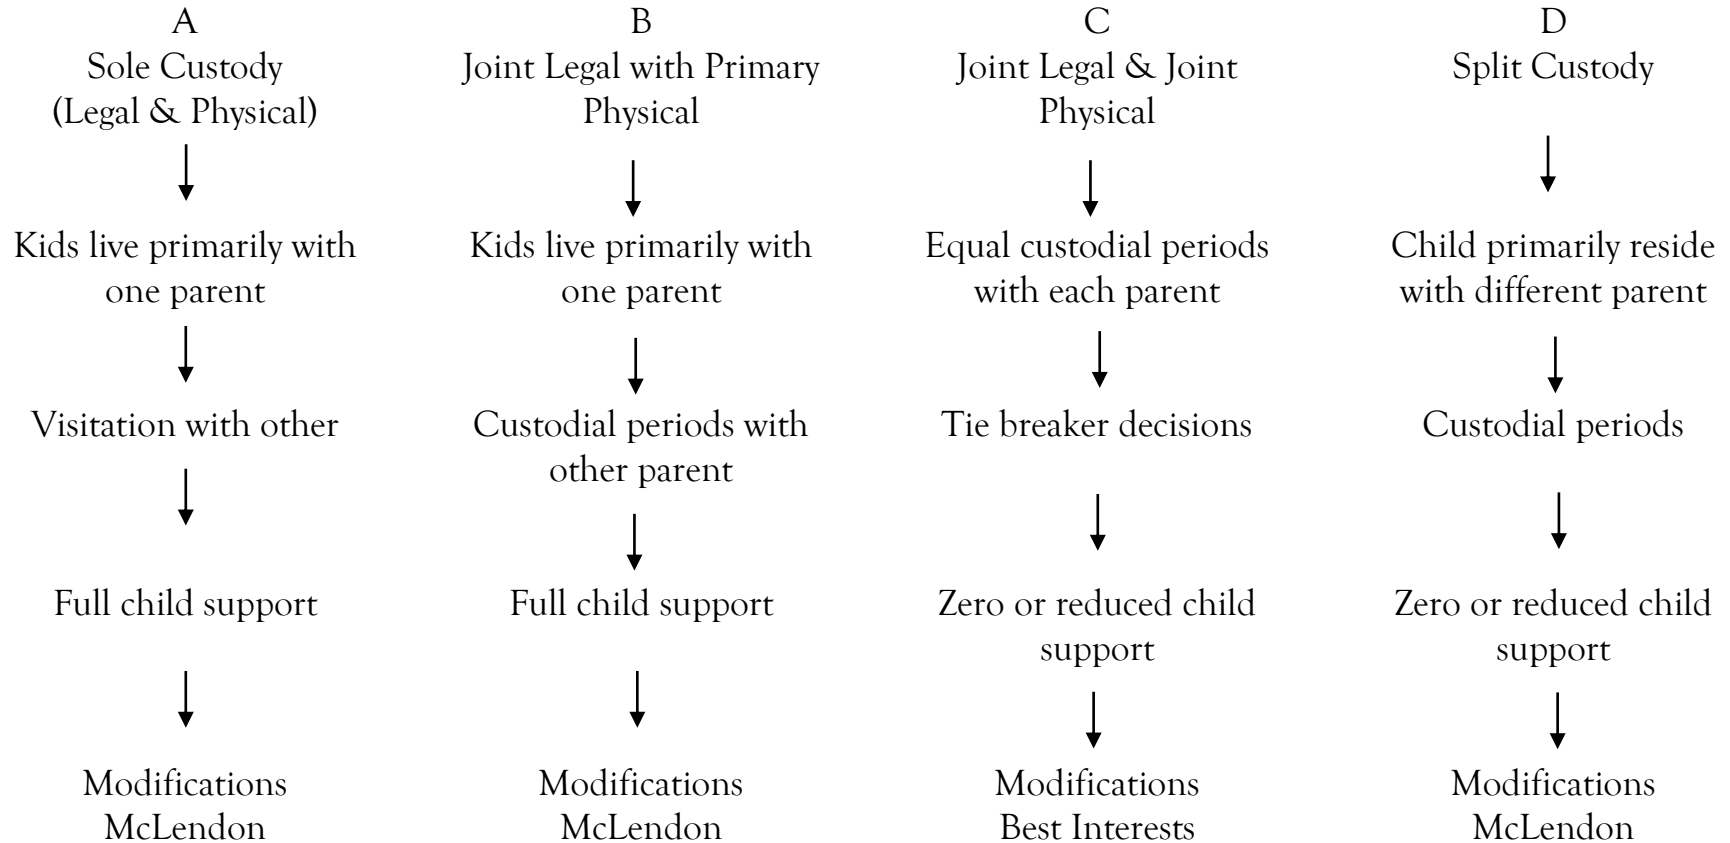 A
Sole Custody
(Legal & Physical)
Kids live primarily with
one parent
Visitation with other
Full child support
Modifications
McLendon
B
Joint Legal with Primary
Physical
Kids live primarily with
one parent
Custodial periods with
other parent
Full child support
Modifications
McLendon
C
Joint Legal & Joint
Physical
Equal custodial periods
with each parent
Tie breaker decisions
Zero or reduced child
support
Modifications
Best Interests
D
Split Custody
Child primarily reside
with different parent
Custodial periods
Zero or reduced child
support
Modifications
McLendon